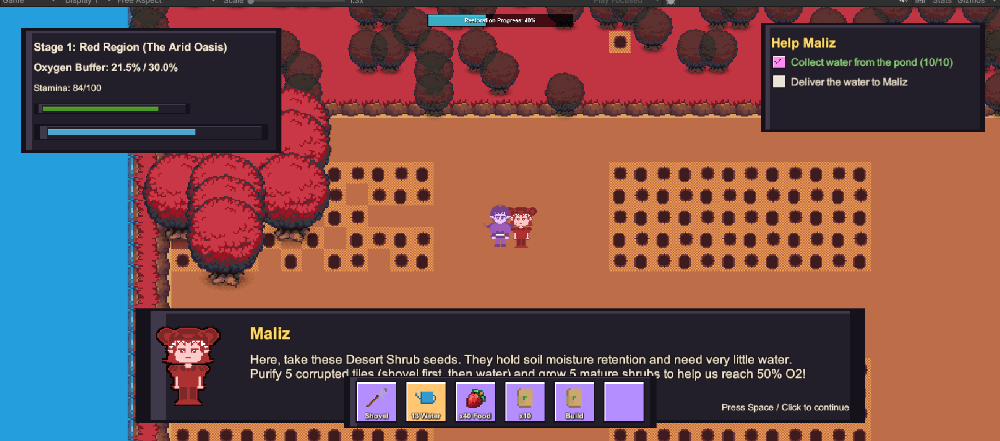 Game
Display 1
Free Aspect
Scale
1.3x
Play Focused
Stats
Gizmos
Restoration Progress: 40%
Stage 1: Red Region (The Arid Oasis)
Oxygen Buffer: 21.5% / 30.0%
Stamina: 84/100
Help Maliz
Collect water from the pond (10/10)
Deliver the water to Maliz
Maliz
Here, take these Desert Shrub seeds. They hold soil moisture retention and need very little water.
Purify 5 corrupted tiles (shovel first, then water) and grow 5 mature shrubs to help us reach 50% O2!
Shovel
13 Water
x40 Food
x10
Build
Press Space / Click to continue